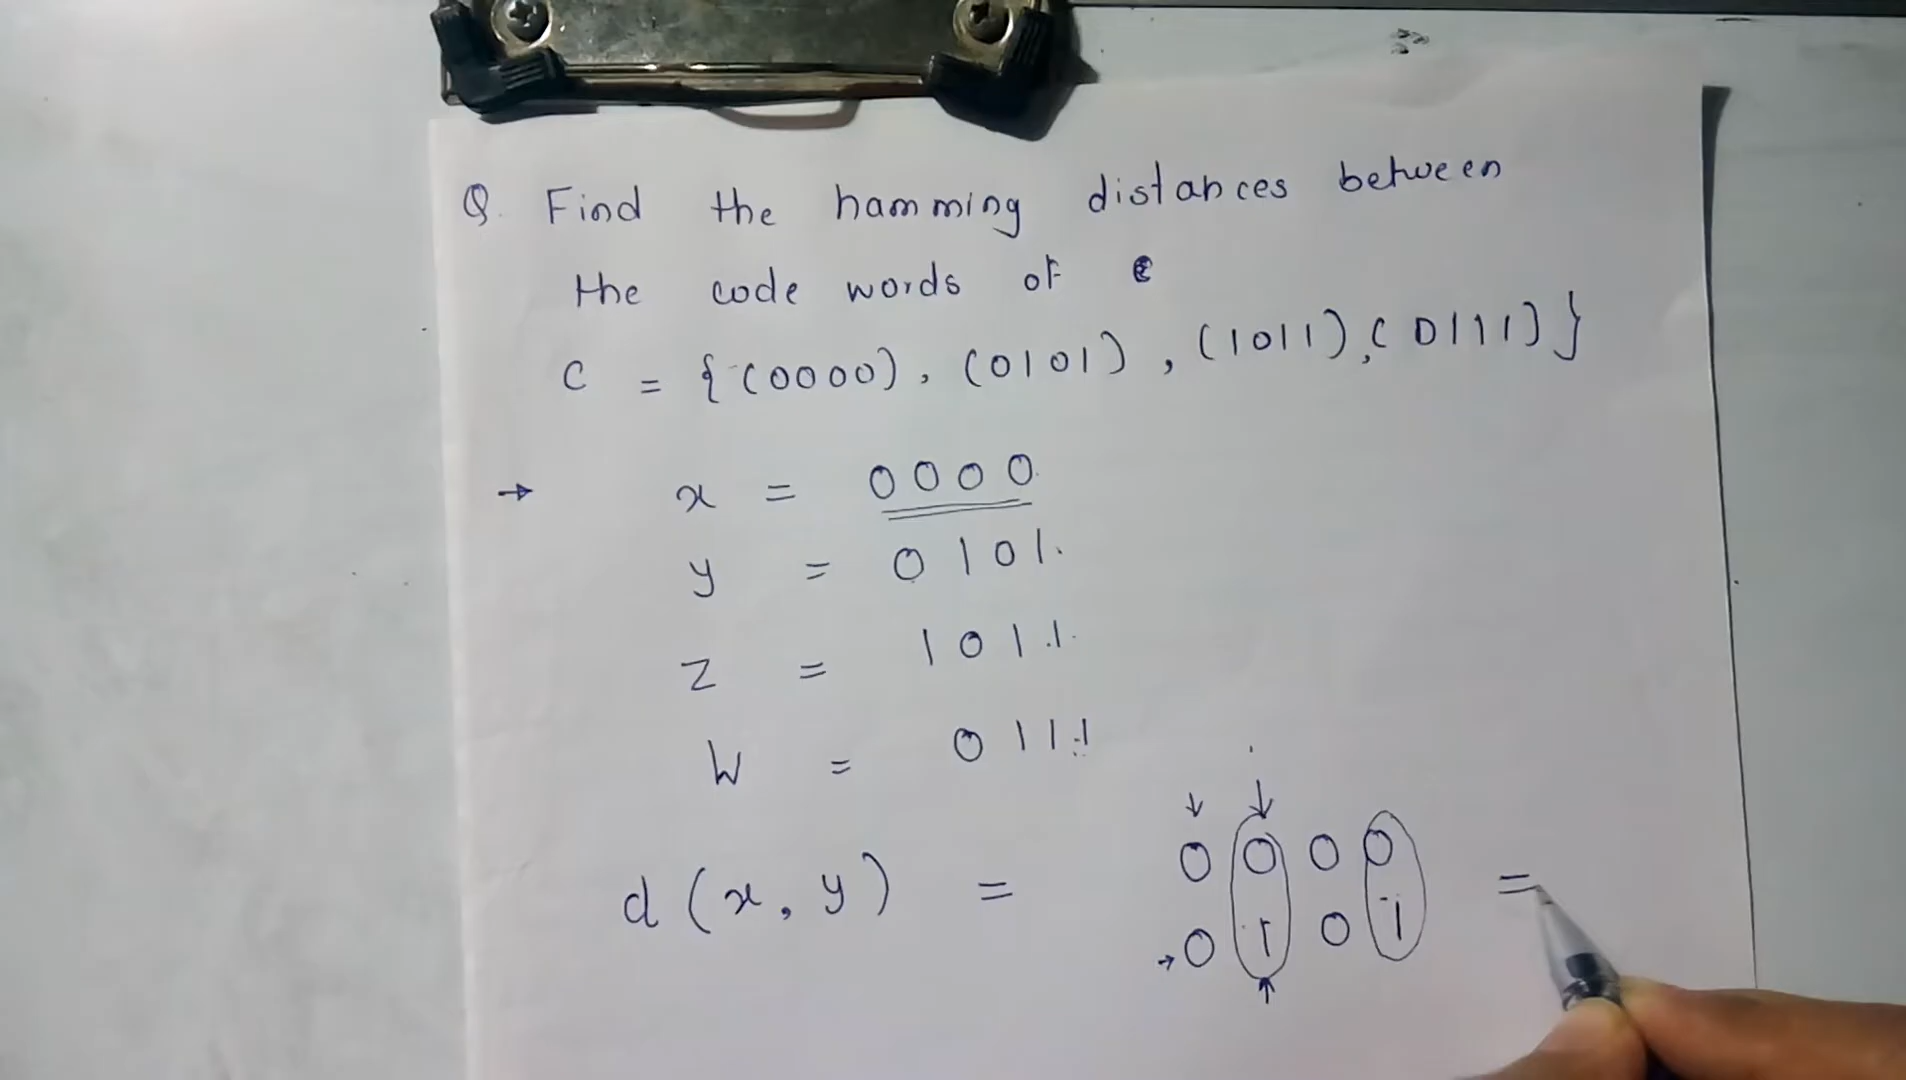 Q. Find the hamming distances between
the code words of c
C = {(0000), (0101), (1011), (0111)}
→ x = 0000
y = 0101.
z = 1011.
W = 0111
0000
d (x, y) = =
0101